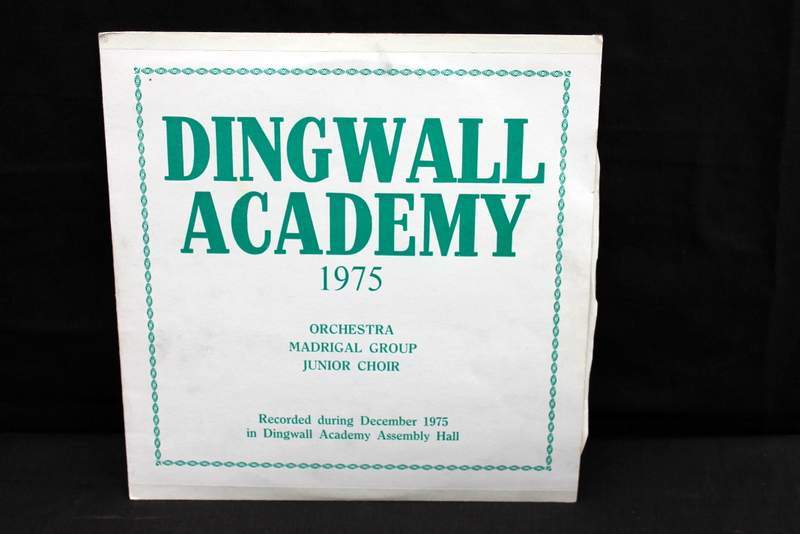 DINGWALL
ACADEMY
1975
ORCHESTRA
MADRIGAL GROUP
JUNIOR CHOIR
Recorded during December 1975
in Dingwall Academy Assembly Hall